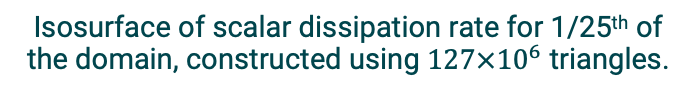 Isosurface of scalar dissipation rate for 1/25ᵗʰ of
the domain, constructed using 127×10⁶ triangles.